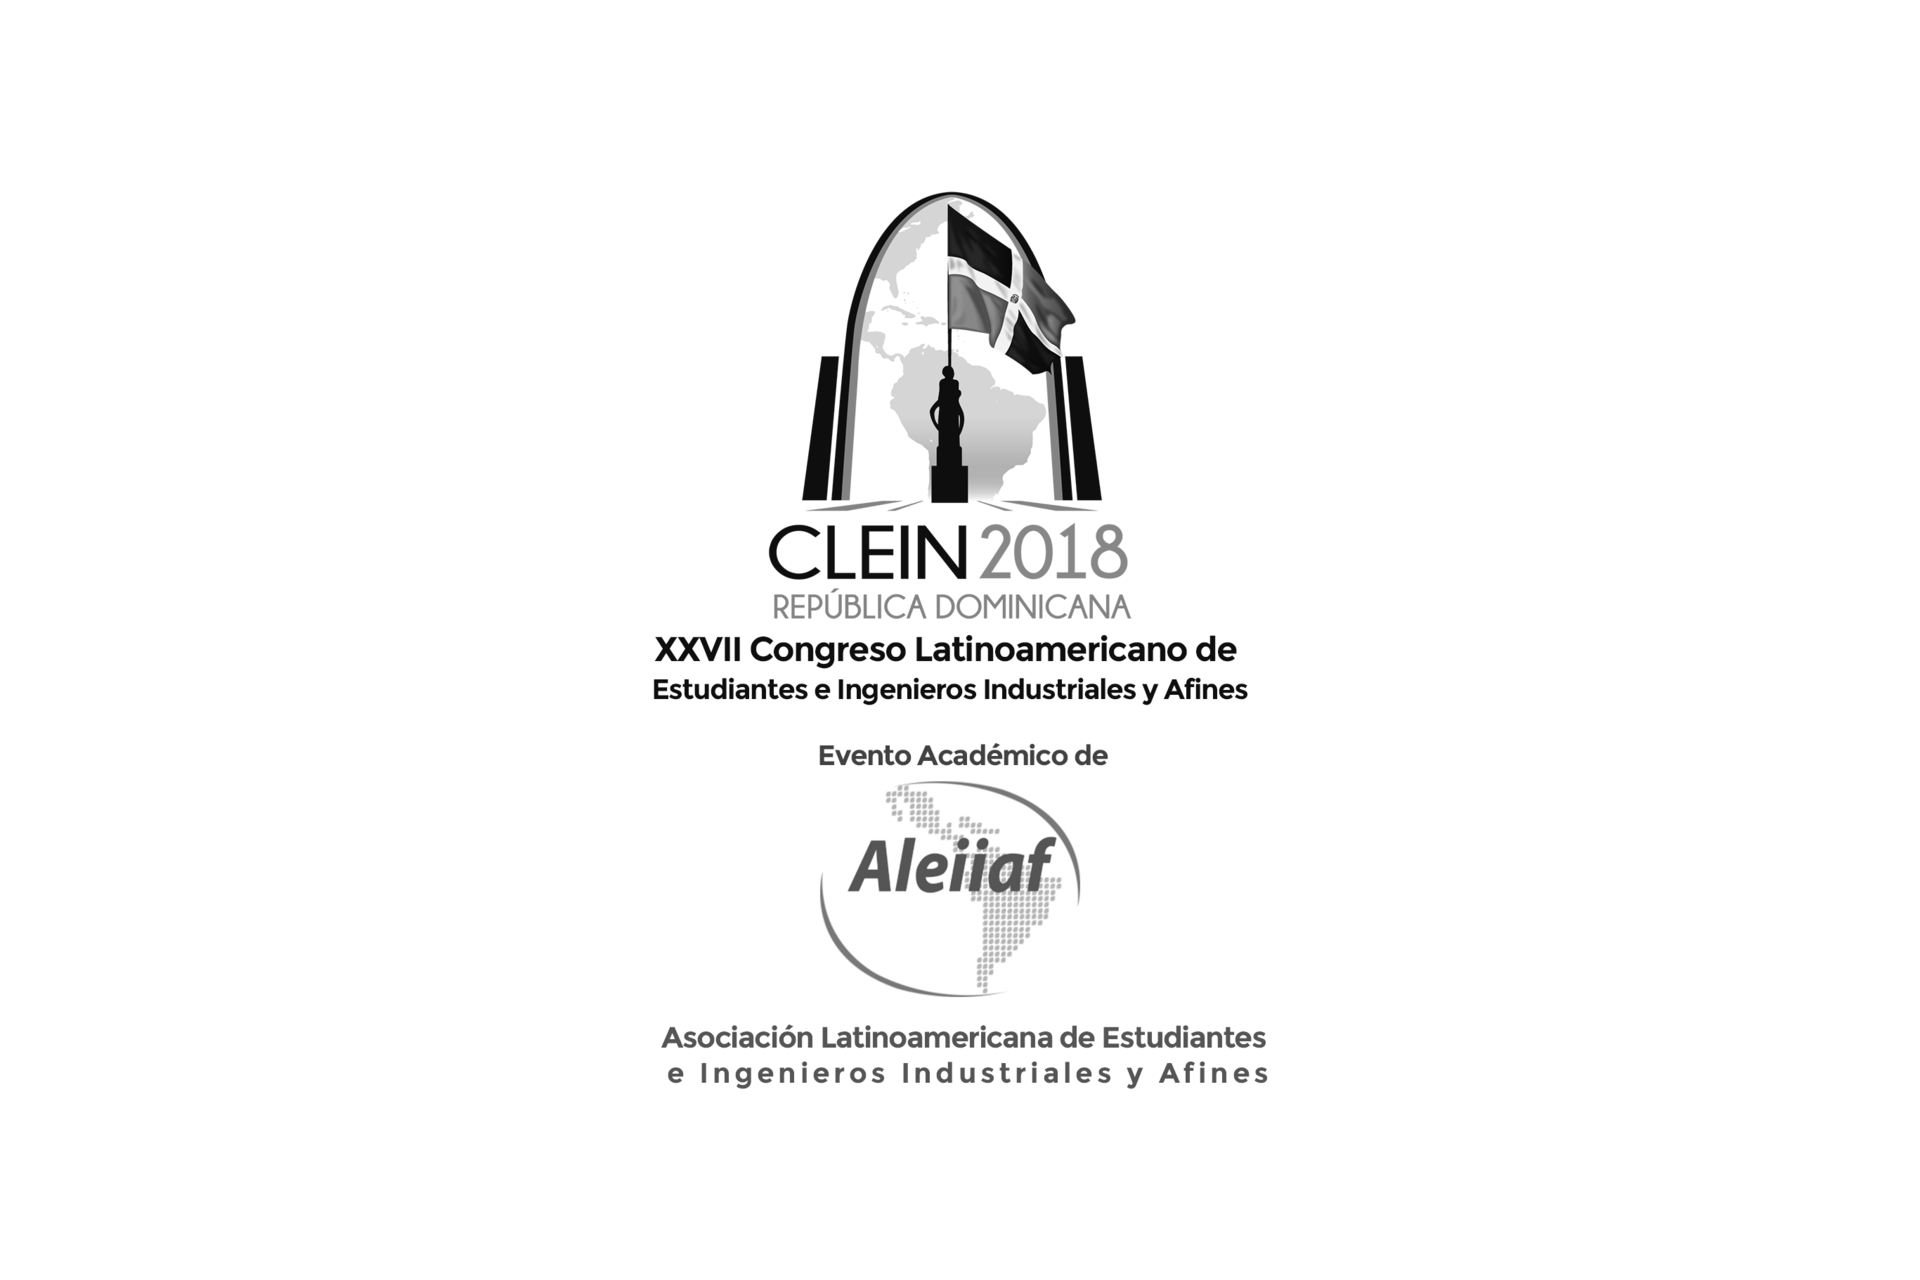 CLEIN 2018
REPÚBLICA DOMINICANA
XXVII Congreso Latinoamericano de
Estudiantes e Ingenieros Industriales y Afines
Evento Académico de
Aleiiaf
Asociación Latinoamericana de Estudiantes
e Ingenieros Industriales y Afines